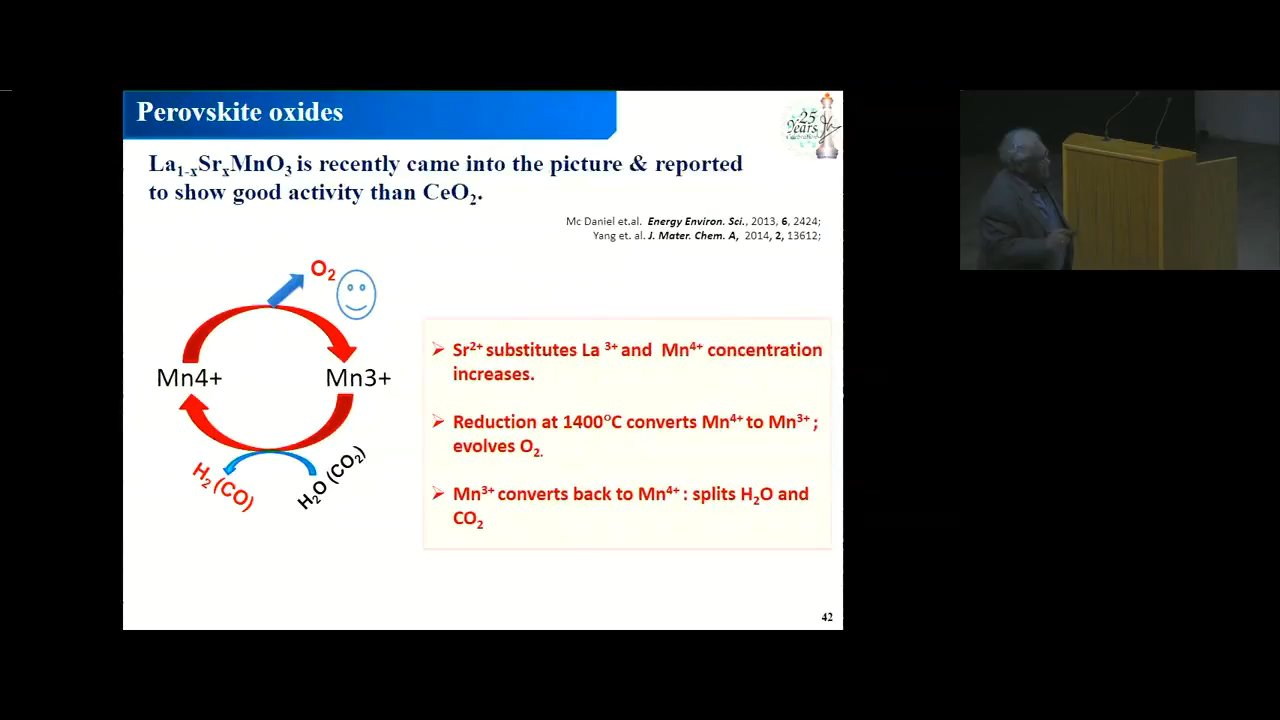 Perovskite oxides
25
Years
Celebrations
La1-xSrxMnO3 is recently came into the picture & reported
to show good activity than CeO2.
Mc Daniel et.al. Energy Environ. Sci., 2013, 6, 2424;
Yang et. al. J. Mater. Chem. A, 2014, 2, 13612;
O2
Mn4+ Mn3+
H2 (CO)
H2O (CO2)
Sr2+ substitutes La 3+ and Mn4+ concentration
increases.
Reduction at 1400°C converts Mn4+ to Mn3+ ;
evolves O2.
Mn3+ converts back to Mn4+ : splits H2O and
CO2
42